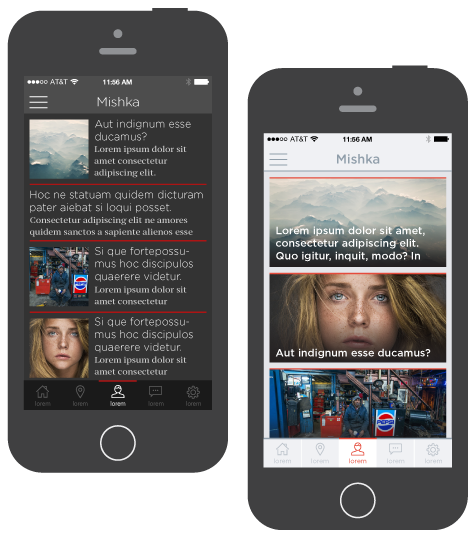 AT&T
11:56 AM
Mishka
Aut indignum esse
ducamus?
Lorem ipsum dolor sit
amet consectetur
adipiscing elit.
Hoc ne statuam quidem dicturam
pater aiebat si loqui posset.
Consectetur adipiscing elit ne amores
quidem sanctos a sapiente alienos esse
Si que fortepossu-
mus hoc discipulos
quaerere videtur.
Lorem ipsum dolor sit
amet consectetur
PEPSI
Si que fortepossu-
mus hoc discipulos
quaerere videtur.
Lorem ipsum dolor sit
amet consectetur
lorem lorem lorem lorem lorem
AT&T
11:56 AM
Mishka
Lorem ipsum dolor sit amet,
consectetur adipiscing elit.
Quo igitur, inquit, modo? In
Aut indignum esse ducamus?
PEPSI
lorem lorem lorem lorem lorem